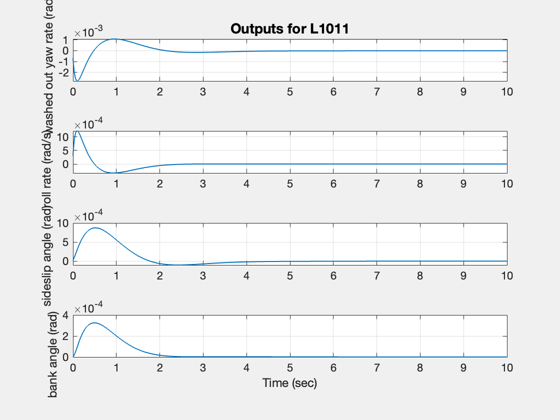 Outputs for L1011
×10⁻³
1
0
-1
-2
washed out yaw rate (rad
0 1 2 3 4 5 6 7 8 9 10
×10⁻⁴
10
5
0
roll rate (rad/s)
0 1 2 3 4 5 6 7 8 9 10
×10⁻⁴
10
5
0
sideslip angle (rad)
0 1 2 3 4 5 6 7 8 9 10
×10⁻⁴
4
2
0
bank angle (rad)
0 1 2 3 4 5 6 7 8 9 10
Time (sec)